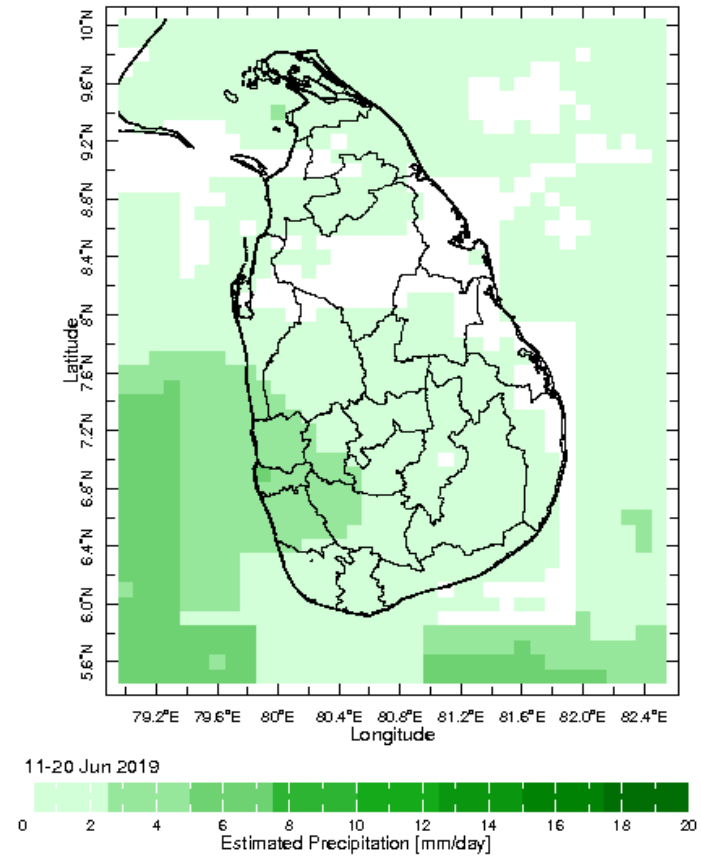 10°N
9.6°N
9.2°N
8.8°N
8.4°N
8°N
7.6°N
7.2°N
6.8°N
6.4°N
6.0°N
5.6°N
Latitude
79.2°E 79.6°E 80°E 80.4°E 80.8°E 81.2°E 81.6°E 82.0°E 82.4°E
Longitude
11-20 Jun 2019
0 2 4 6 8 10 12 14 16 18 20
Estimated Precipitation [mm/day]